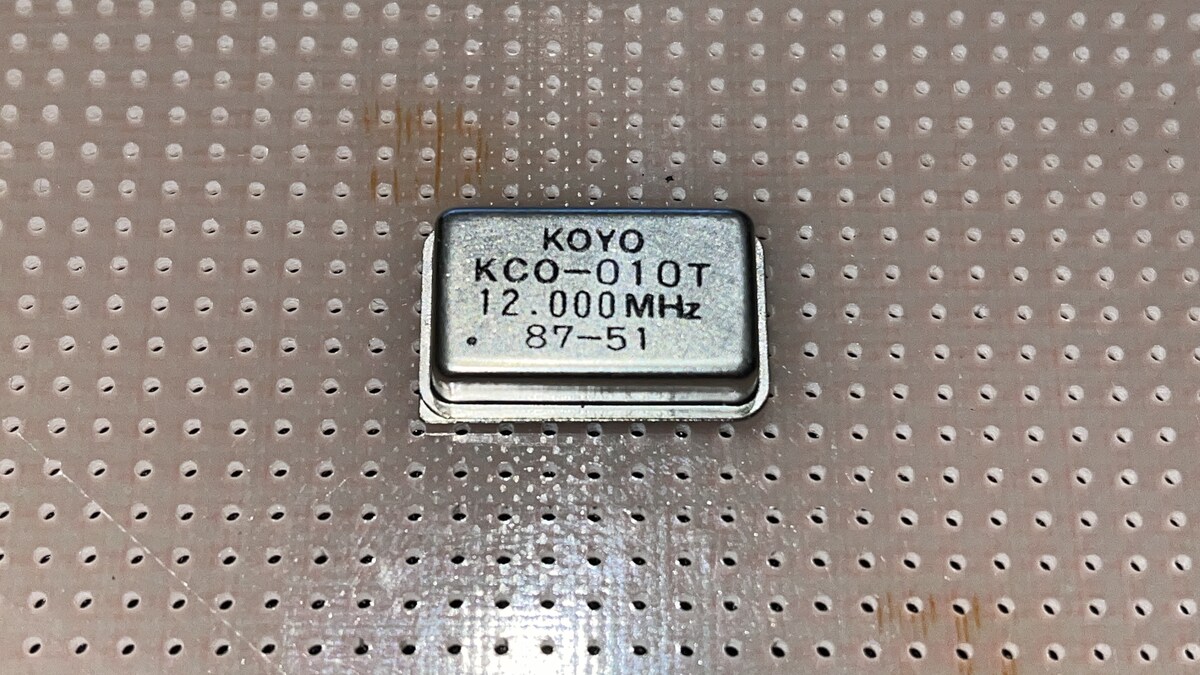 KOYO
KCO-010T
12.000MHz
87-51